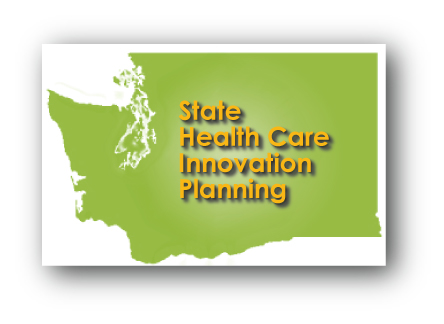 State
Health Care
Innovation
Planning